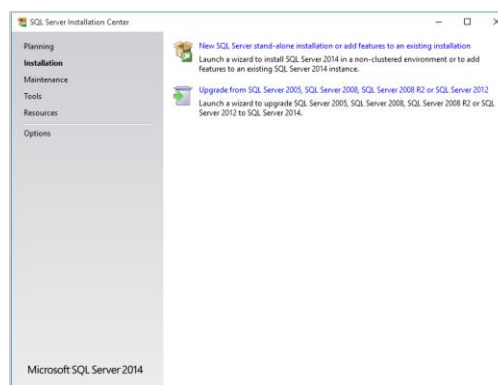 SQL Server Installation Center
Planning
Installation
Maintenance
Tools
Resources
Options
New SQL Server stand-alone installation or add features to an existing installation
Launch a wizard to install SQL Server 2014 in a non-clustered environment or to add
features to an existing SQL Server 2014 instance.
Upgrade from SQL Server 2005, SQL Server 2008, SQL Server 2008 R2 or SQL Server 2012
Launch a wizard to upgrade SQL Server 2005, SQL Server 2008, SQL Server 2008 R2 or SQL
Server 2012 to SQL Server 2014.
Microsoft SQL Server 2014